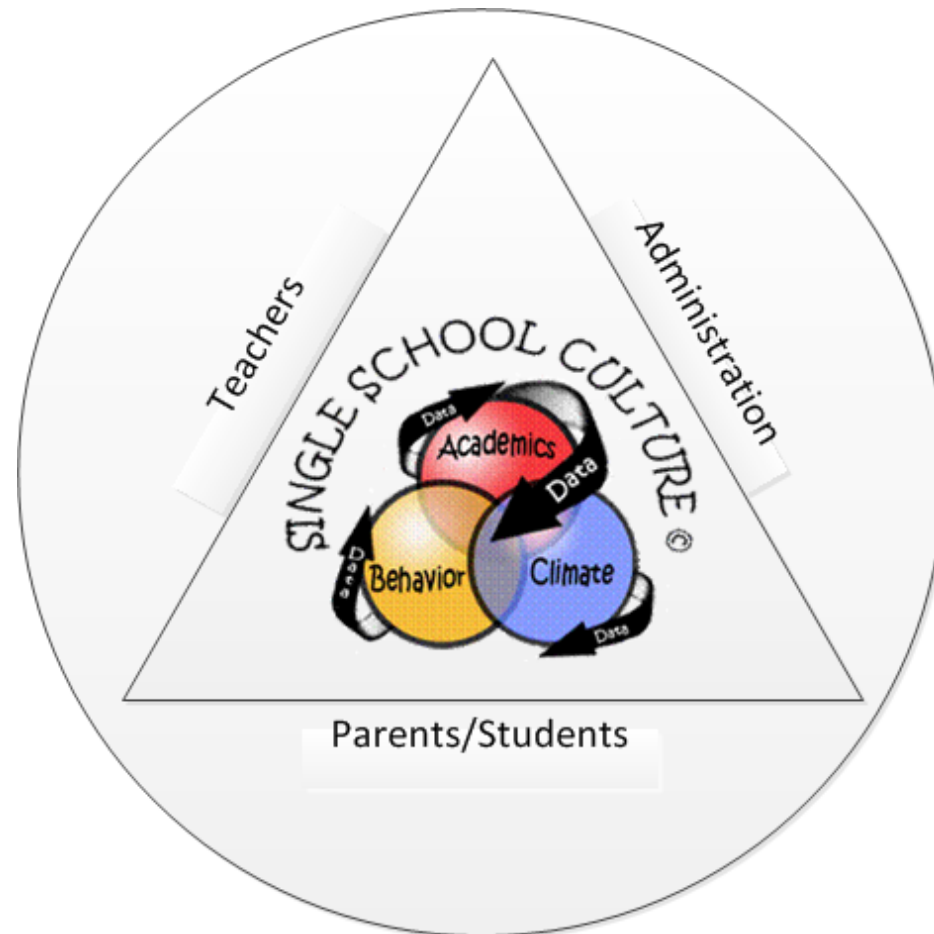 Teachers
Administration
SINGLE SCHOOL CULTURE ©
Data
Academics
Data
Data
Behavior
Climate
Data
Parents/Students